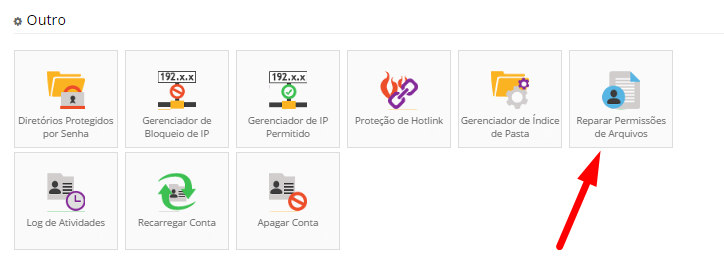 Outro
192.x.x
192.x.x
Diretórios Protegidos
por Senha
Gerenciador de
Bloqueio de IP
Gerenciador de IP
Permitido
Proteção de Hotlink
Gerenciador de Índice
de Pasta
Reparar Permissões
de Arquivos
Log de Atividades
Recarregar Conta
Apagar Conta